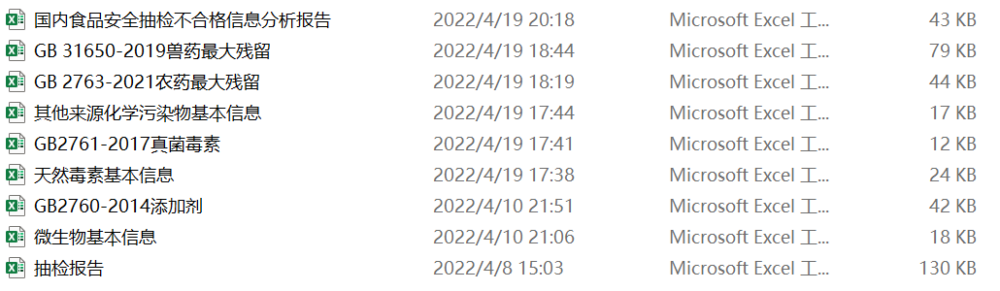 国内食品安全抽检不合格信息分析报告 2022/4/19 20:18 Microsoft Excel 工... 43 KB
GB 31650-2019兽药最大残留 2022/4/19 18:44 Microsoft Excel 工... 79 KB
GB 2763-2021农药最大残留 2022/4/19 18:19 Microsoft Excel 工... 44 KB
其他来源化学污染物基本信息 2022/4/19 17:44 Microsoft Excel 工... 17 KB
GB2761-2017真菌毒素 2022/4/19 17:41 Microsoft Excel 工... 12 KB
天然毒素基本信息 2022/4/19 17:38 Microsoft Excel 工... 24 KB
GB2760-2014添加剂 2022/4/10 21:51 Microsoft Excel 工... 42 KB
微生物基本信息 2022/4/10 21:06 Microsoft Excel 工... 18 KB
抽检报告 2022/4/8 15:03 Microsoft Excel 工... 130 KB